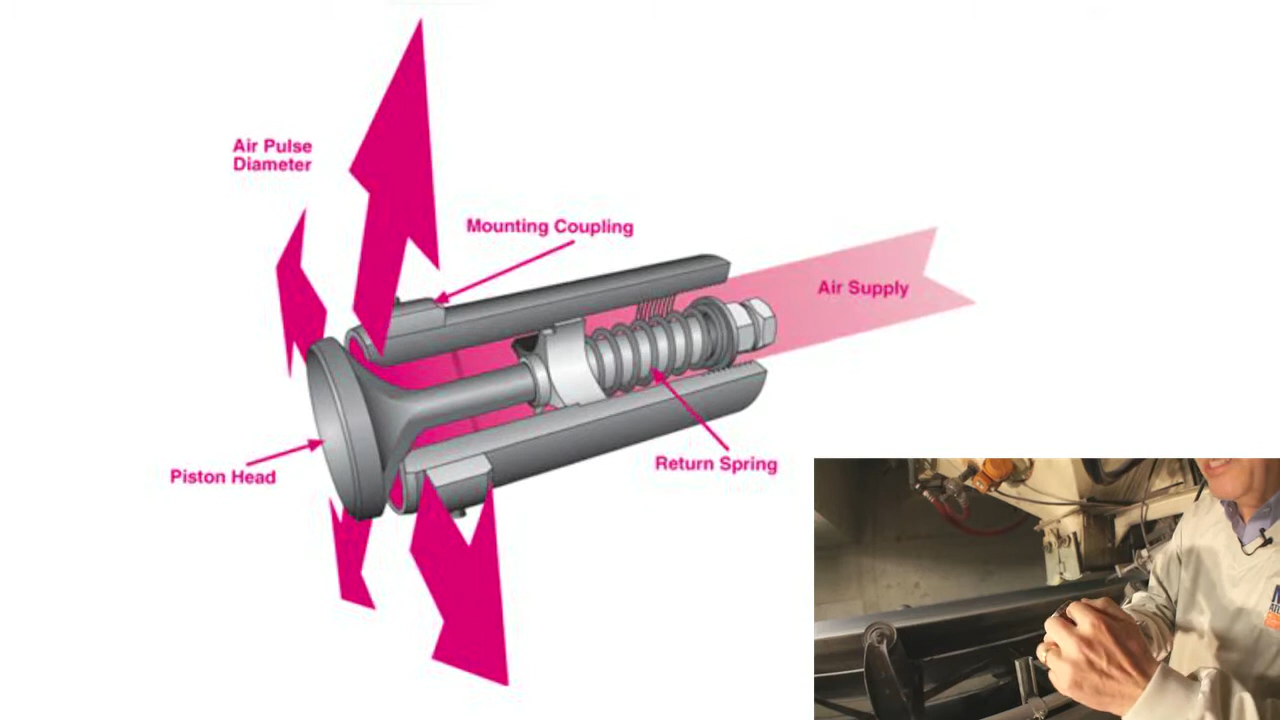 Air Pulse
Diameter
Mounting Coupling
Air Supply
Piston Head
Return Spring